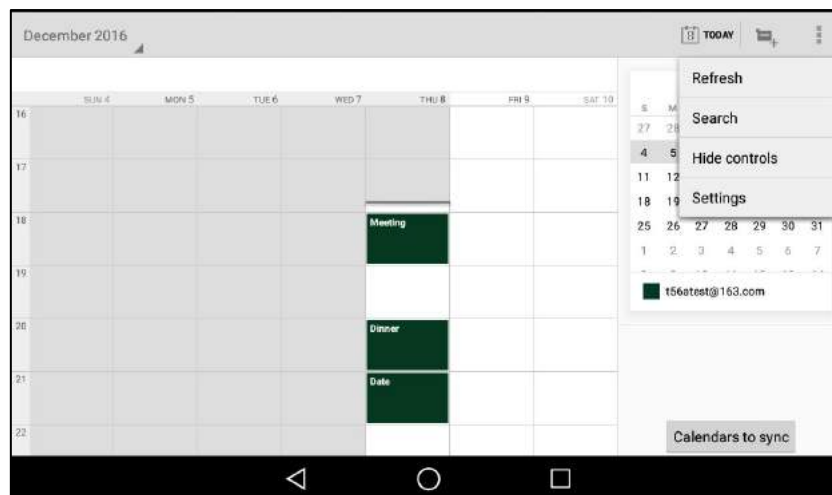 December 2016
8 TODAY
Refresh
Search
Hide controls
Settings
SUN 4 MON 5 TUE 6 WED 7 THU 8 FRI 9 SAT 10
16
17
18
19
20
21
22
Meeting
Dinner
Date
S M
27 28
4 5
11 12
18 19
25 26 27 28 29 30 31
1 2 3 4 5 6 7
t56atest@163.com
Calendars to sync